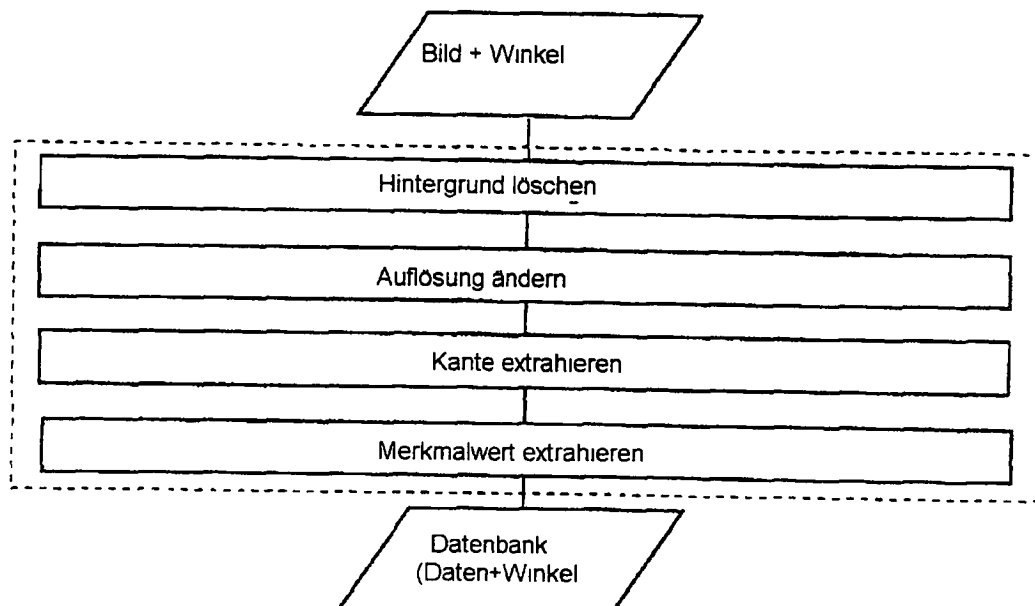 Bild + Winkel
Hintergrund löschen
Auflösung ändern
Kante extrahieren
Merkmalwert extrahieren
Datenbank
(Daten+Winkel